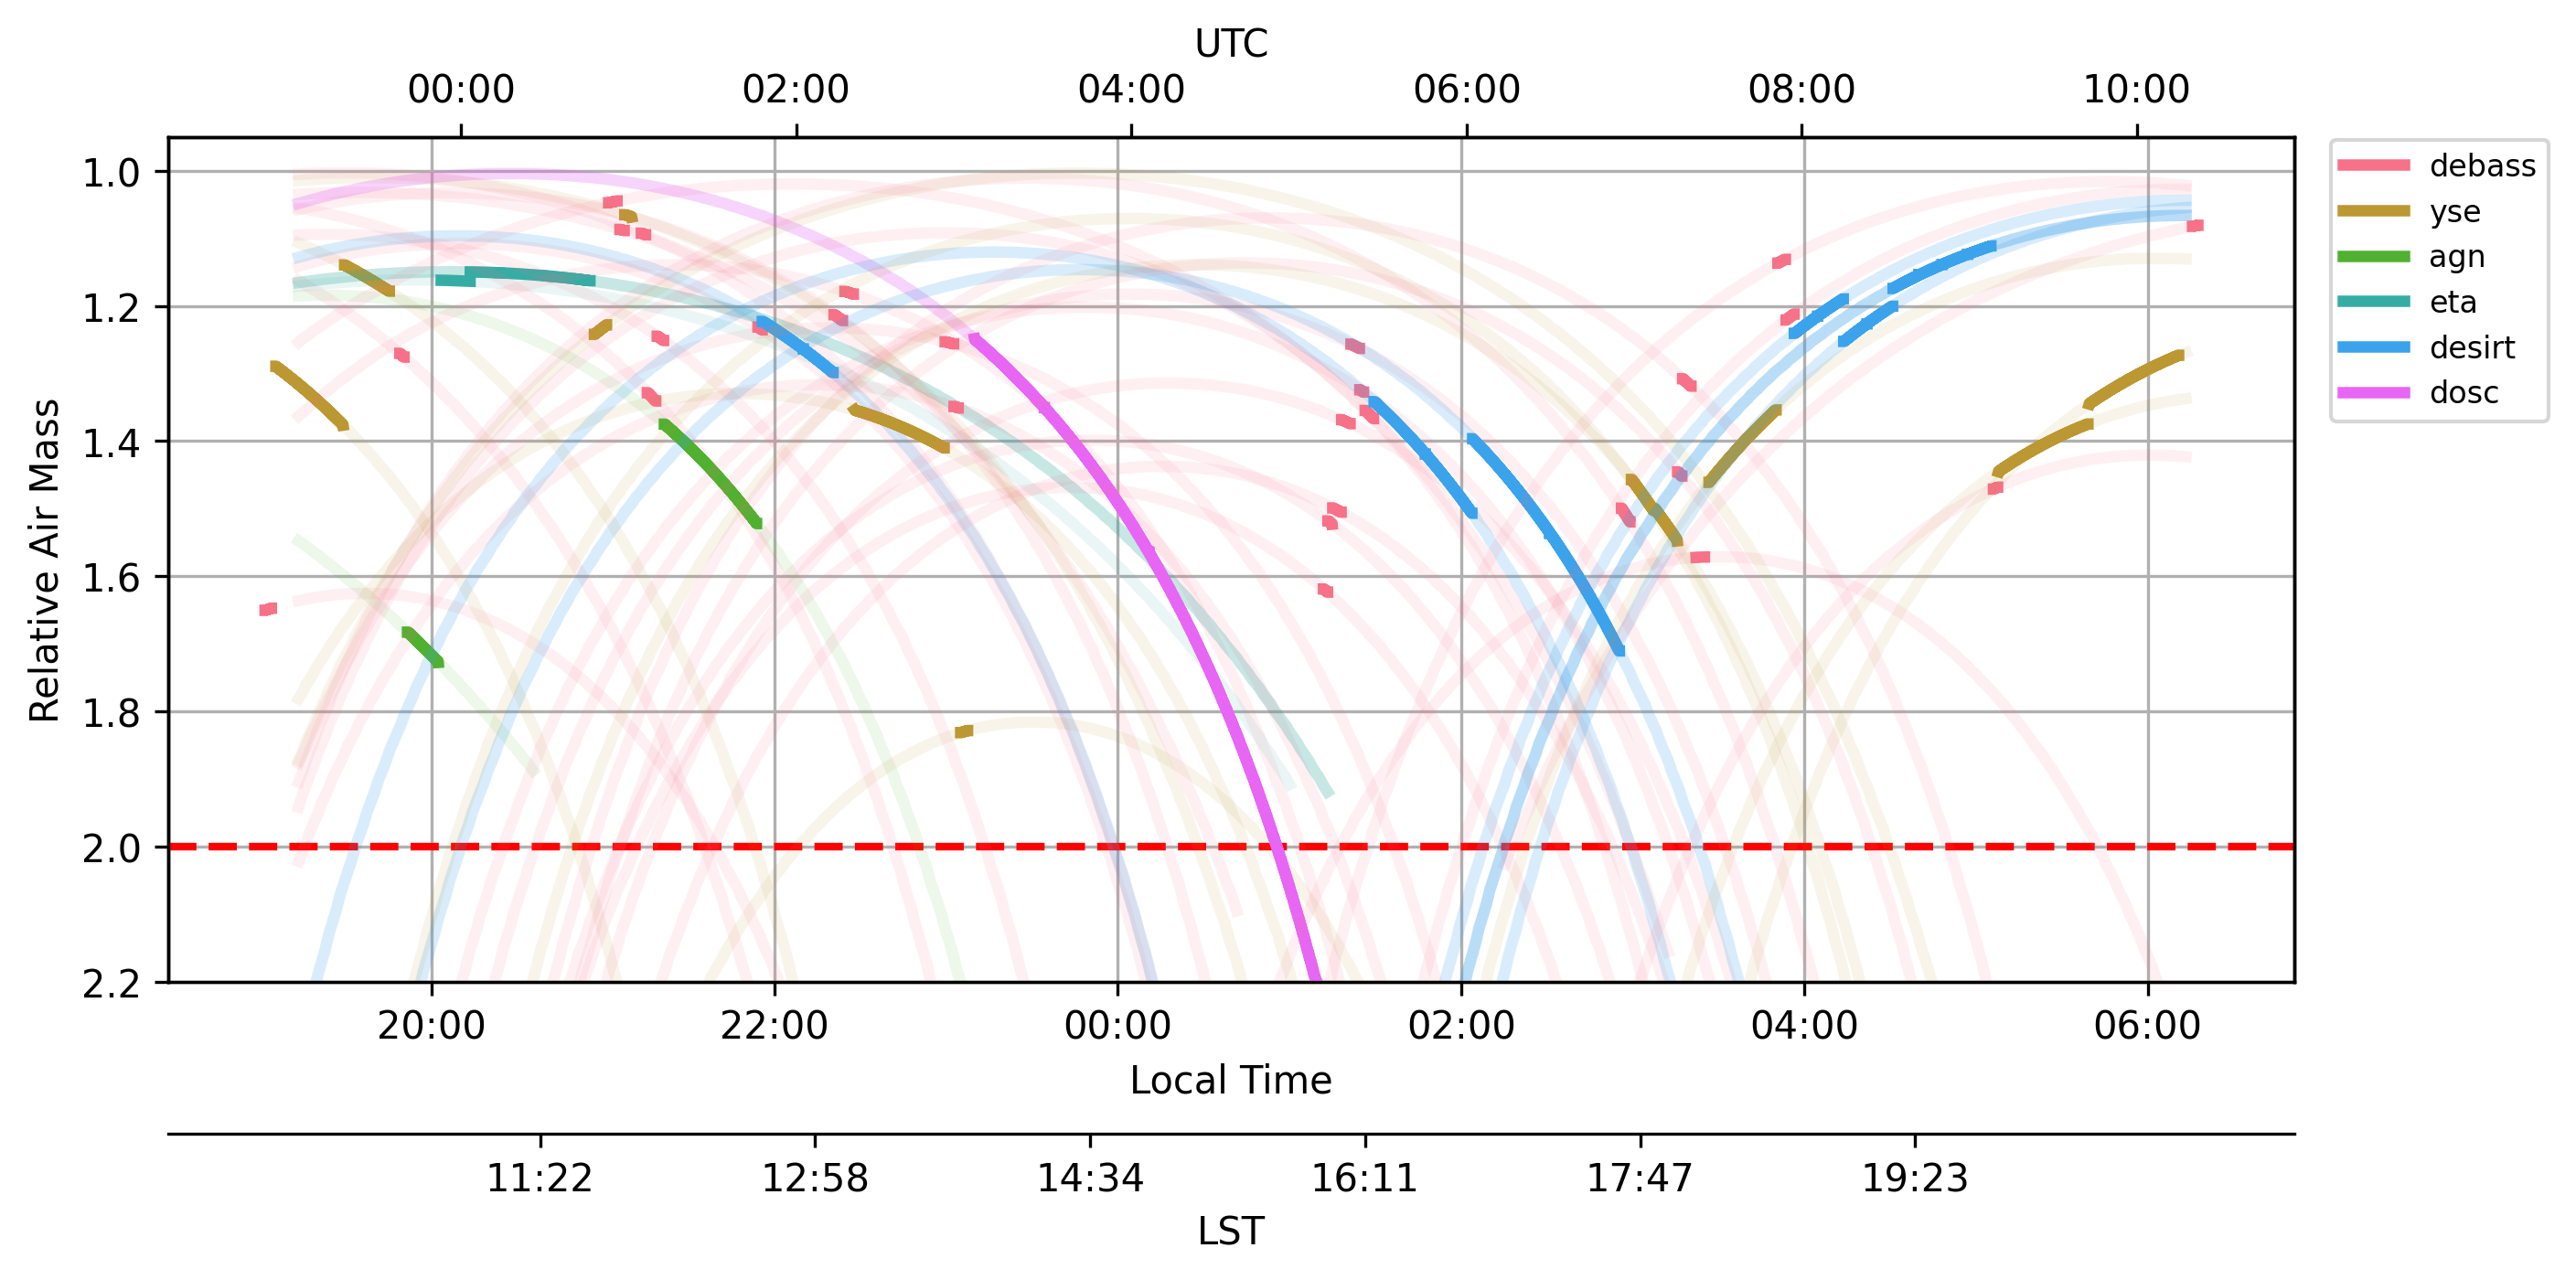 UTC
00:00 02:00 04:00 06:00 08:00 10:00
Relative Air Mass
1.0
1.2
1.4
1.6
1.8
2.0
2.2
debass
yse
agn
eta
desirt
dosc
20:00 22:00 00:00 02:00 04:00 06:00
Local Time
11:22 12:58 14:34 16:11 17:47 19:23
LST